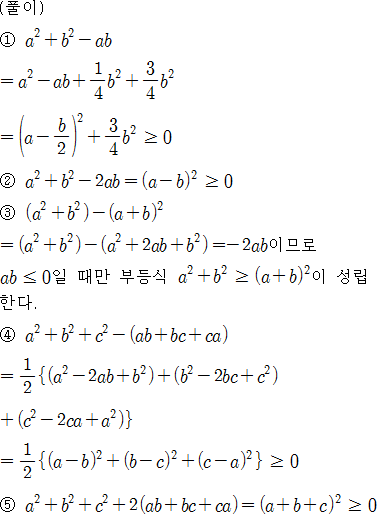 (풀이)
① a² + b² − ab
= a² − ab + 1/4 b² + 3/4 b²
= (a − b/2)² + 3/4 b² ≥ 0
② a² + b² − 2ab = (a − b)² ≥ 0
③ (a² + b²) − (a + b)²
= (a² + b²) − (a² + 2ab + b²) = −2ab이므로
ab ≤ 0일 때만 부등식 a² + b² ≥ (a + b)²이 성립
한다.
④ a² + b² + c² − (ab + bc + ca)
= 1/2 {(a² − 2ab + b²) + (b² − 2bc + c²)
+ (c² − 2ca + a²)}
= 1/2 {(a − b)² + (b − c)² + (c − a)²} ≥ 0
⑤ a² + b² + c² + 2(ab + bc + ca) = (a + b + c)² ≥ 0